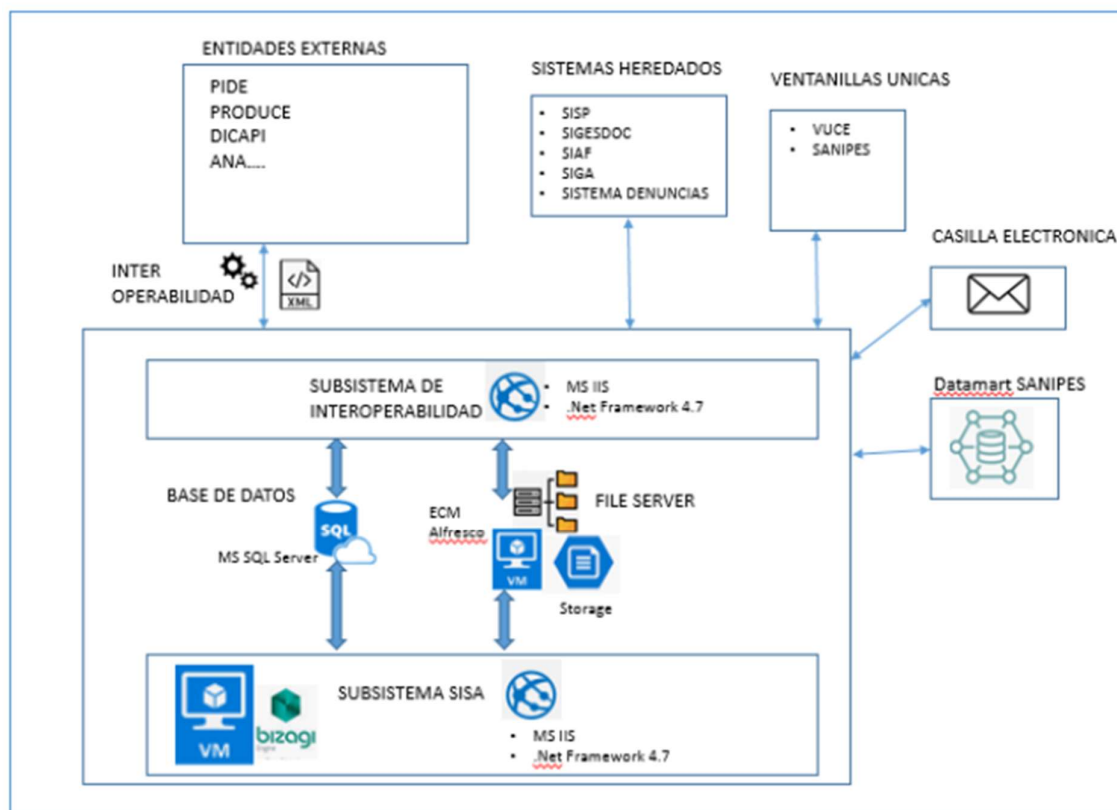 ENTIDADES EXTERNAS
PIDE
PRODUCE
DICAPI
ANA....
SISTEMAS HEREDADOS
• SISP
• SIGESDOC
• SIAF
• SIGA
• SISTEMA DENUNCIAS
VENTANILLAS UNICAS
• VUCE
• SANIPES
CASILLA ELECTRONICA
INTER
OPERABILIDAD
XML
Datamart SANIPES
SUBSISTEMA DE
INTEROPERABILIDAD
• MS IIS
• .Net Framework 4.7
BASE DE DATOS
SQL
MS SQL Server
ECM
Alfresco
FILE SERVER
VM
Storage
SUBSISTEMA SISA
VM
bizagi
• MS IIS
• .Net Framework 4.7